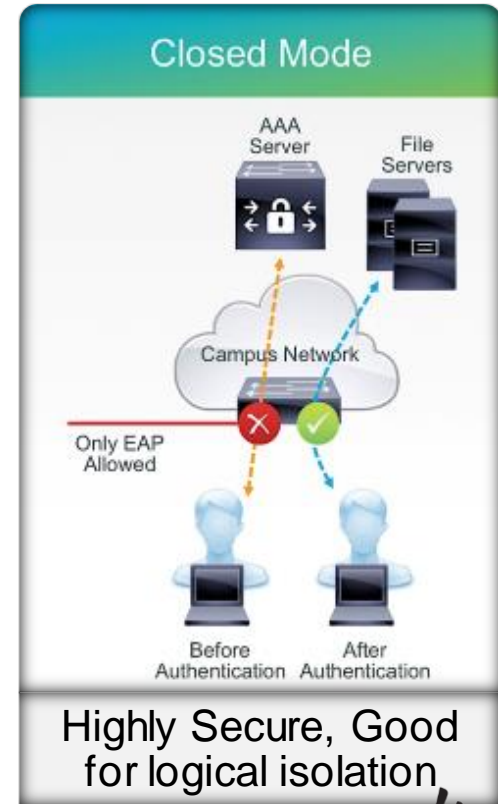 Closed Mode
AAA
Server
File
Servers
Campus Network
Only EAP
Allowed
Before
Authentication
After
Authentication
Highly Secure, Good
for logical isolation